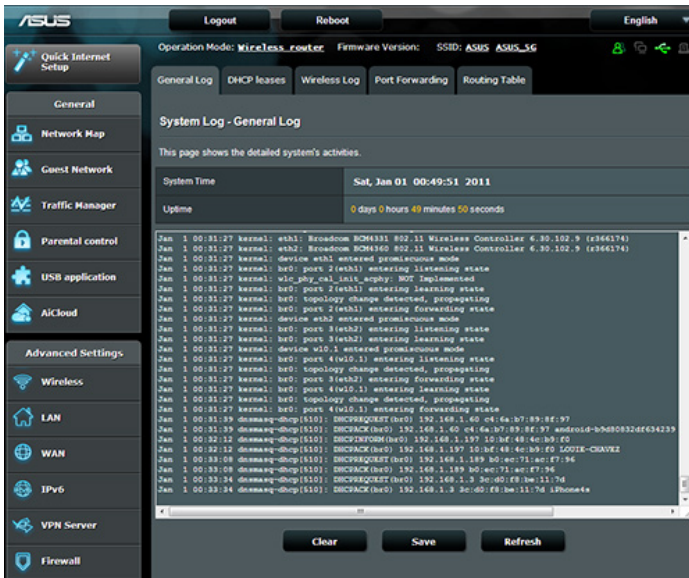 ASUS
Logout
Reboot
English
Quick Internet Setup
Operation Mode: Wireless router Firmware Version: SSID: ASUS ASUS_5G
General Log
DHCP leases
Wireless Log
Port Forwarding
Routing Table
General
Network Map
Guest Network
Traffic Manager
Parental control
USB application
AiCloud
Advanced Settings
Wireless
LAN
WAN
IPv6
VPN Server
Firewall
System Log - General Log
This page shows the detailed system's activities.
System Time Sat, Jan 01 00:49:51 2011
Uptime 0 days 0 hours 49 minutes 50 seconds
Jan 1 00:31:27 kernel: eth1: Broadcom BCM4331 802.11 Wireless Controller 6.30.102.9 (r366174)
Jan 1 00:31:27 kernel: eth2: Broadcom BCM4360 802.11 Wireless Controller 6.30.102.9 (r366174)
Jan 1 00:31:27 kernel: device eth1 entered promiscuous mode
Jan 1 00:31:27 kernel: br0: port 2(eth1) entering listening state
Jan 1 00:31:27 kernel: wlc_phy_cal_init_acphy: NOT Implemented
Jan 1 00:31:27 kernel: br0: port 2(eth1) entering learning state
Jan 1 00:31:27 kernel: br0: topology change detected, propagating
Jan 1 00:31:27 kernel: br0: port 2(eth1) entering forwarding state
Jan 1 00:31:27 kernel: device eth2 entered promiscuous mode
Jan 1 00:31:27 kernel: br0: port 3(eth2) entering listening state
Jan 1 00:31:27 kernel: br0: port 3(eth2) entering learning state
Jan 1 00:31:27 kernel: device wl0.1 entered promiscuous mode
Jan 1 00:31:27 kernel: br0: port 4(wl0.1) entering listening state
Jan 1 00:31:27 kernel: br0: topology change detected, propagating
Jan 1 00:31:27 kernel: br0: port 3(eth2) entering forwarding state
Jan 1 00:31:27 kernel: br0: port 4(wl0.1) entering learning state
Jan 1 00:31:27 kernel: br0: topology change detected, propagating
Jan 1 00:31:27 kernel: br0: port 4(wl0.1) entering forwarding state
Jan 1 00:31:39 dnsmasq-dhcp[510]: DHCPREQUEST(br0) 192.168.1.60 c4:6a:b7:89:8f:97
Jan 1 00:31:39 dnsmasq-dhcp[510]: DHCPACK(br0) 192.168.1.60 c4:6a:b7:89:8f:97 android-b9d80832df634239
Jan 1 00:32:12 dnsmasq-dhcp[510]: DHCPINFORM(br0) 192.168.1.197 10:bf:48:4c:b9:f0
Jan 1 00:32:12 dnsmasq-dhcp[510]: DHCPACK(br0) 192.168.1.197 10:bf:48:4c:b9:f0 LOUIE-CHAVEZ
Jan 1 00:33:08 dnsmasq-dhcp[510]: DHCPREQUEST(br0) 192.168.1.189 b0:ec:71:ac:f7:96
Jan 1 00:33:08 dnsmasq-dhcp[510]: DHCPACK(br0) 192.168.1.189 b0:ec:71:ac:f7:96
Jan 1 00:33:34 dnsmasq-dhcp[510]: DHCPREQUEST(br0) 192.168.1.3 3c:d0:f8:be:11:7d
Jan 1 00:33:34 dnsmasq-dhcp[510]: DHCPACK(br0) 192.168.1.3 3c:d0:f8:be:11:7d iPhone4s
Clear
Save
Refresh